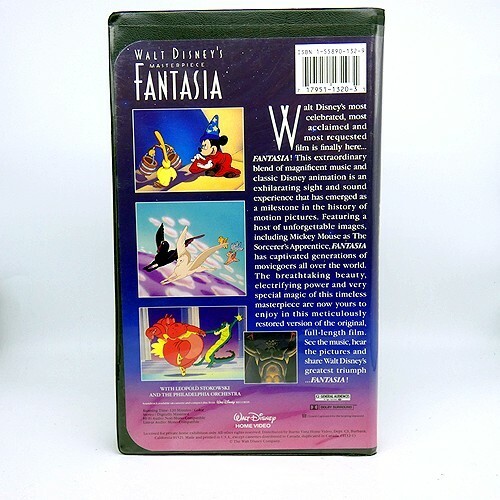 WALT DISNEY'S
MASTERPIECE
FANTASIA
ISBN 1-55890-132-9
7 17951-1320-3
Walt Disney's most
celebrated, most
acclaimed and
most requested
film is finally here...
FANTASIA! This extraordinary
blend of magnificent music and
classic Disney animation is an
exhilarating sight and sound
experience that has emerged as
a milestone in the history of
motion pictures. Featuring a
host of unforgettable images,
including Mickey Mouse as The
Sorcerer's Apprentice, FANTASIA
has captivated generations of
moviegoers all over the world.
The breathtaking beauty,
electrifying power and very
special magic of this timeless
masterpiece are now yours to
enjoy in this meticulously
restored version of the original,
full-length film.
See the music, hear
the pictures and
share Walt Disney's
greatest triumph
...FANTASIA!
WITH LEOPOLD STOKOWSKI
AND THE PHILADELPHIA ORCHESTRA
G GENERAL AUDIENCES
DOLBY SURROUND
WALT DISNEY
HOME VIDEO